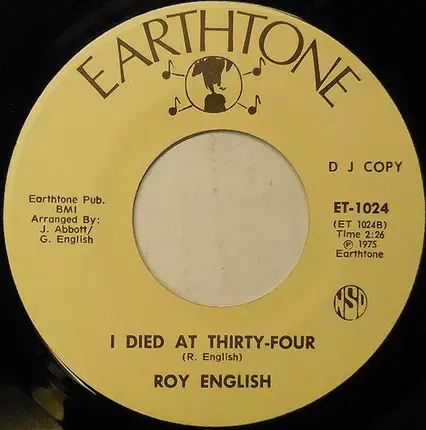 EARTHTONE
D J COPY
Earthtone Pub.
BMI
Arranged By:
J. Abbott/
G. English
ET-1024
(ET 1024B)
Time 2:26
Ⓟ 1975
Earthtone
NSD
I DIED AT THIRTY-FOUR
(R. English)
ROY ENGLISH